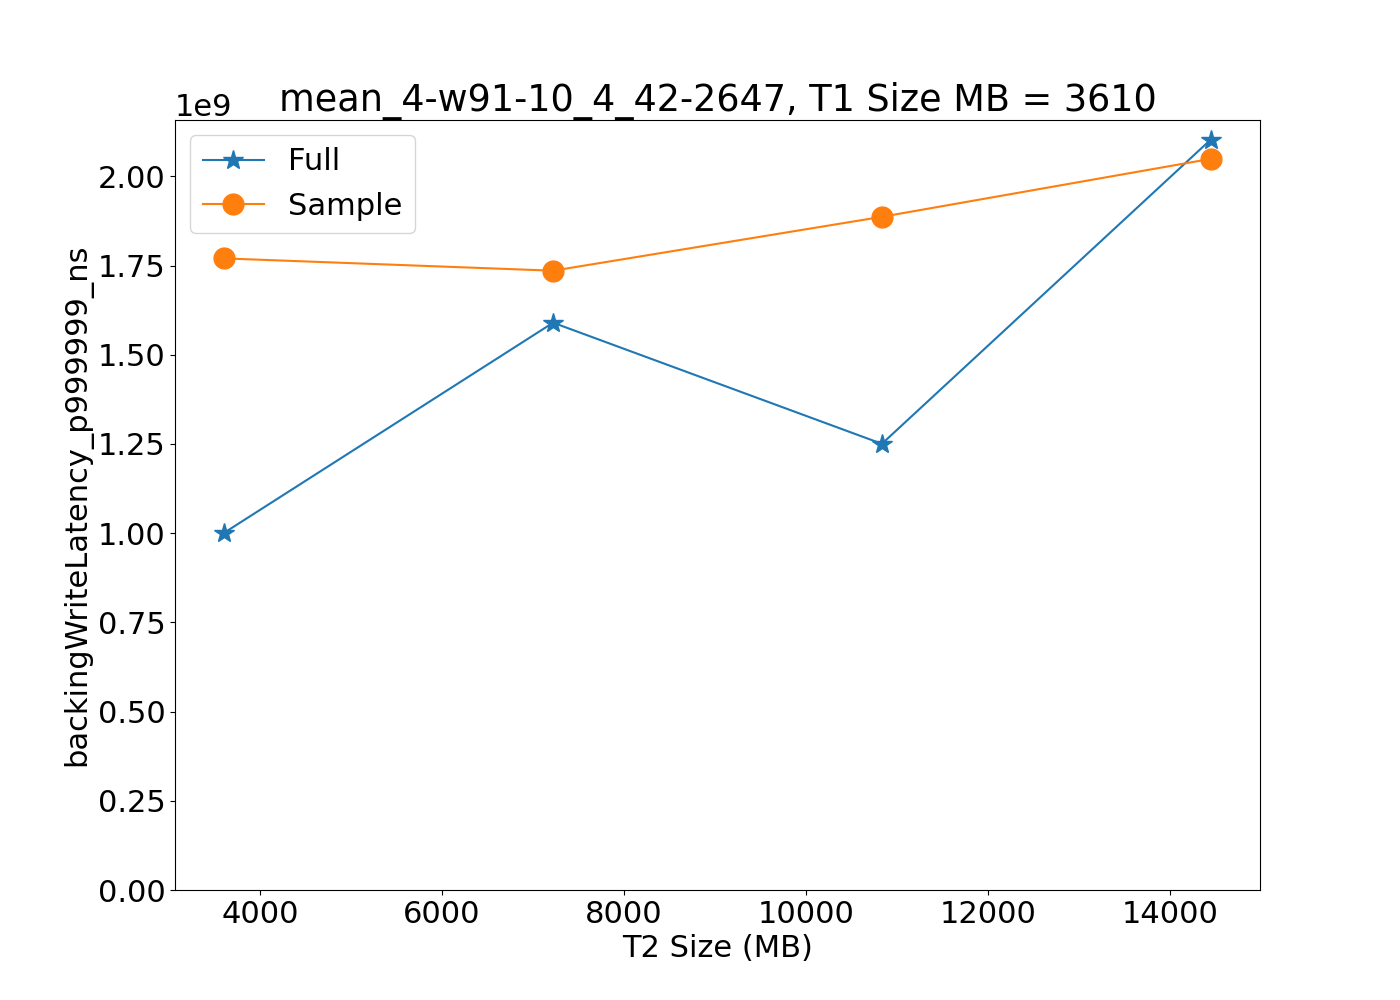 mean_4-w91-10_4_42-2647, T1 Size MB = 3610
1e9
Full
Sample
2.00
1.75
1.50
1.25
1.00
0.75
0.50
0.25
0.00
backingWriteLatency_p999999_ns
4000 6000 8000 10000 12000 14000
T2 Size (MB)